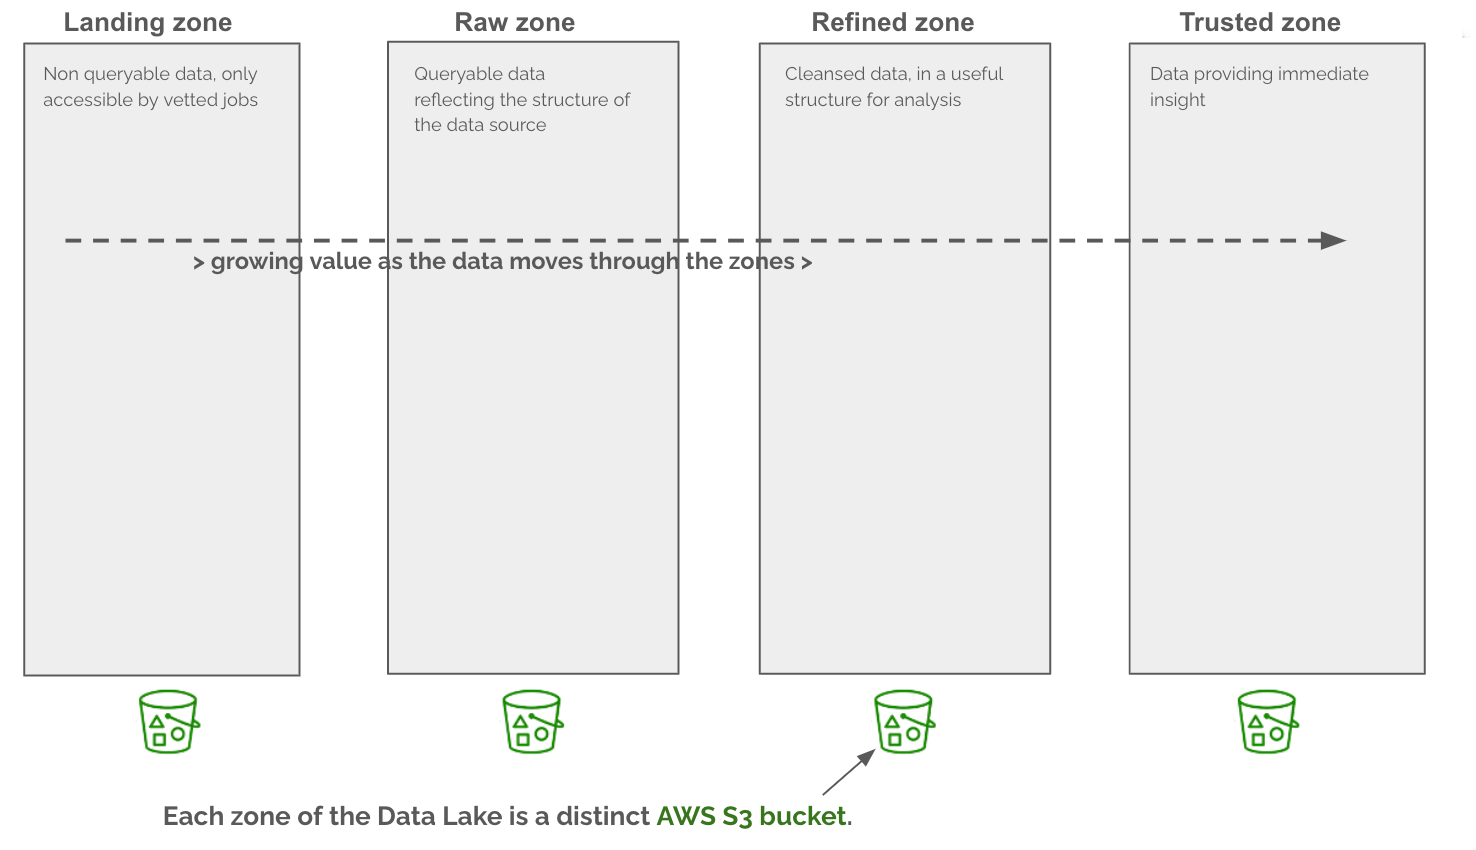 Landing zone
Raw zone
Refined zone
Trusted zone
Non queryable data, only
accessible by vetted jobs
Queryable data
reflecting the structure of
the data source
Cleansed data, in a useful
structure for analysis
Data providing immediate
insight
> growing value as the data moves through the zones >
Each zone of the Data Lake is a distinct AWS S3 bucket.